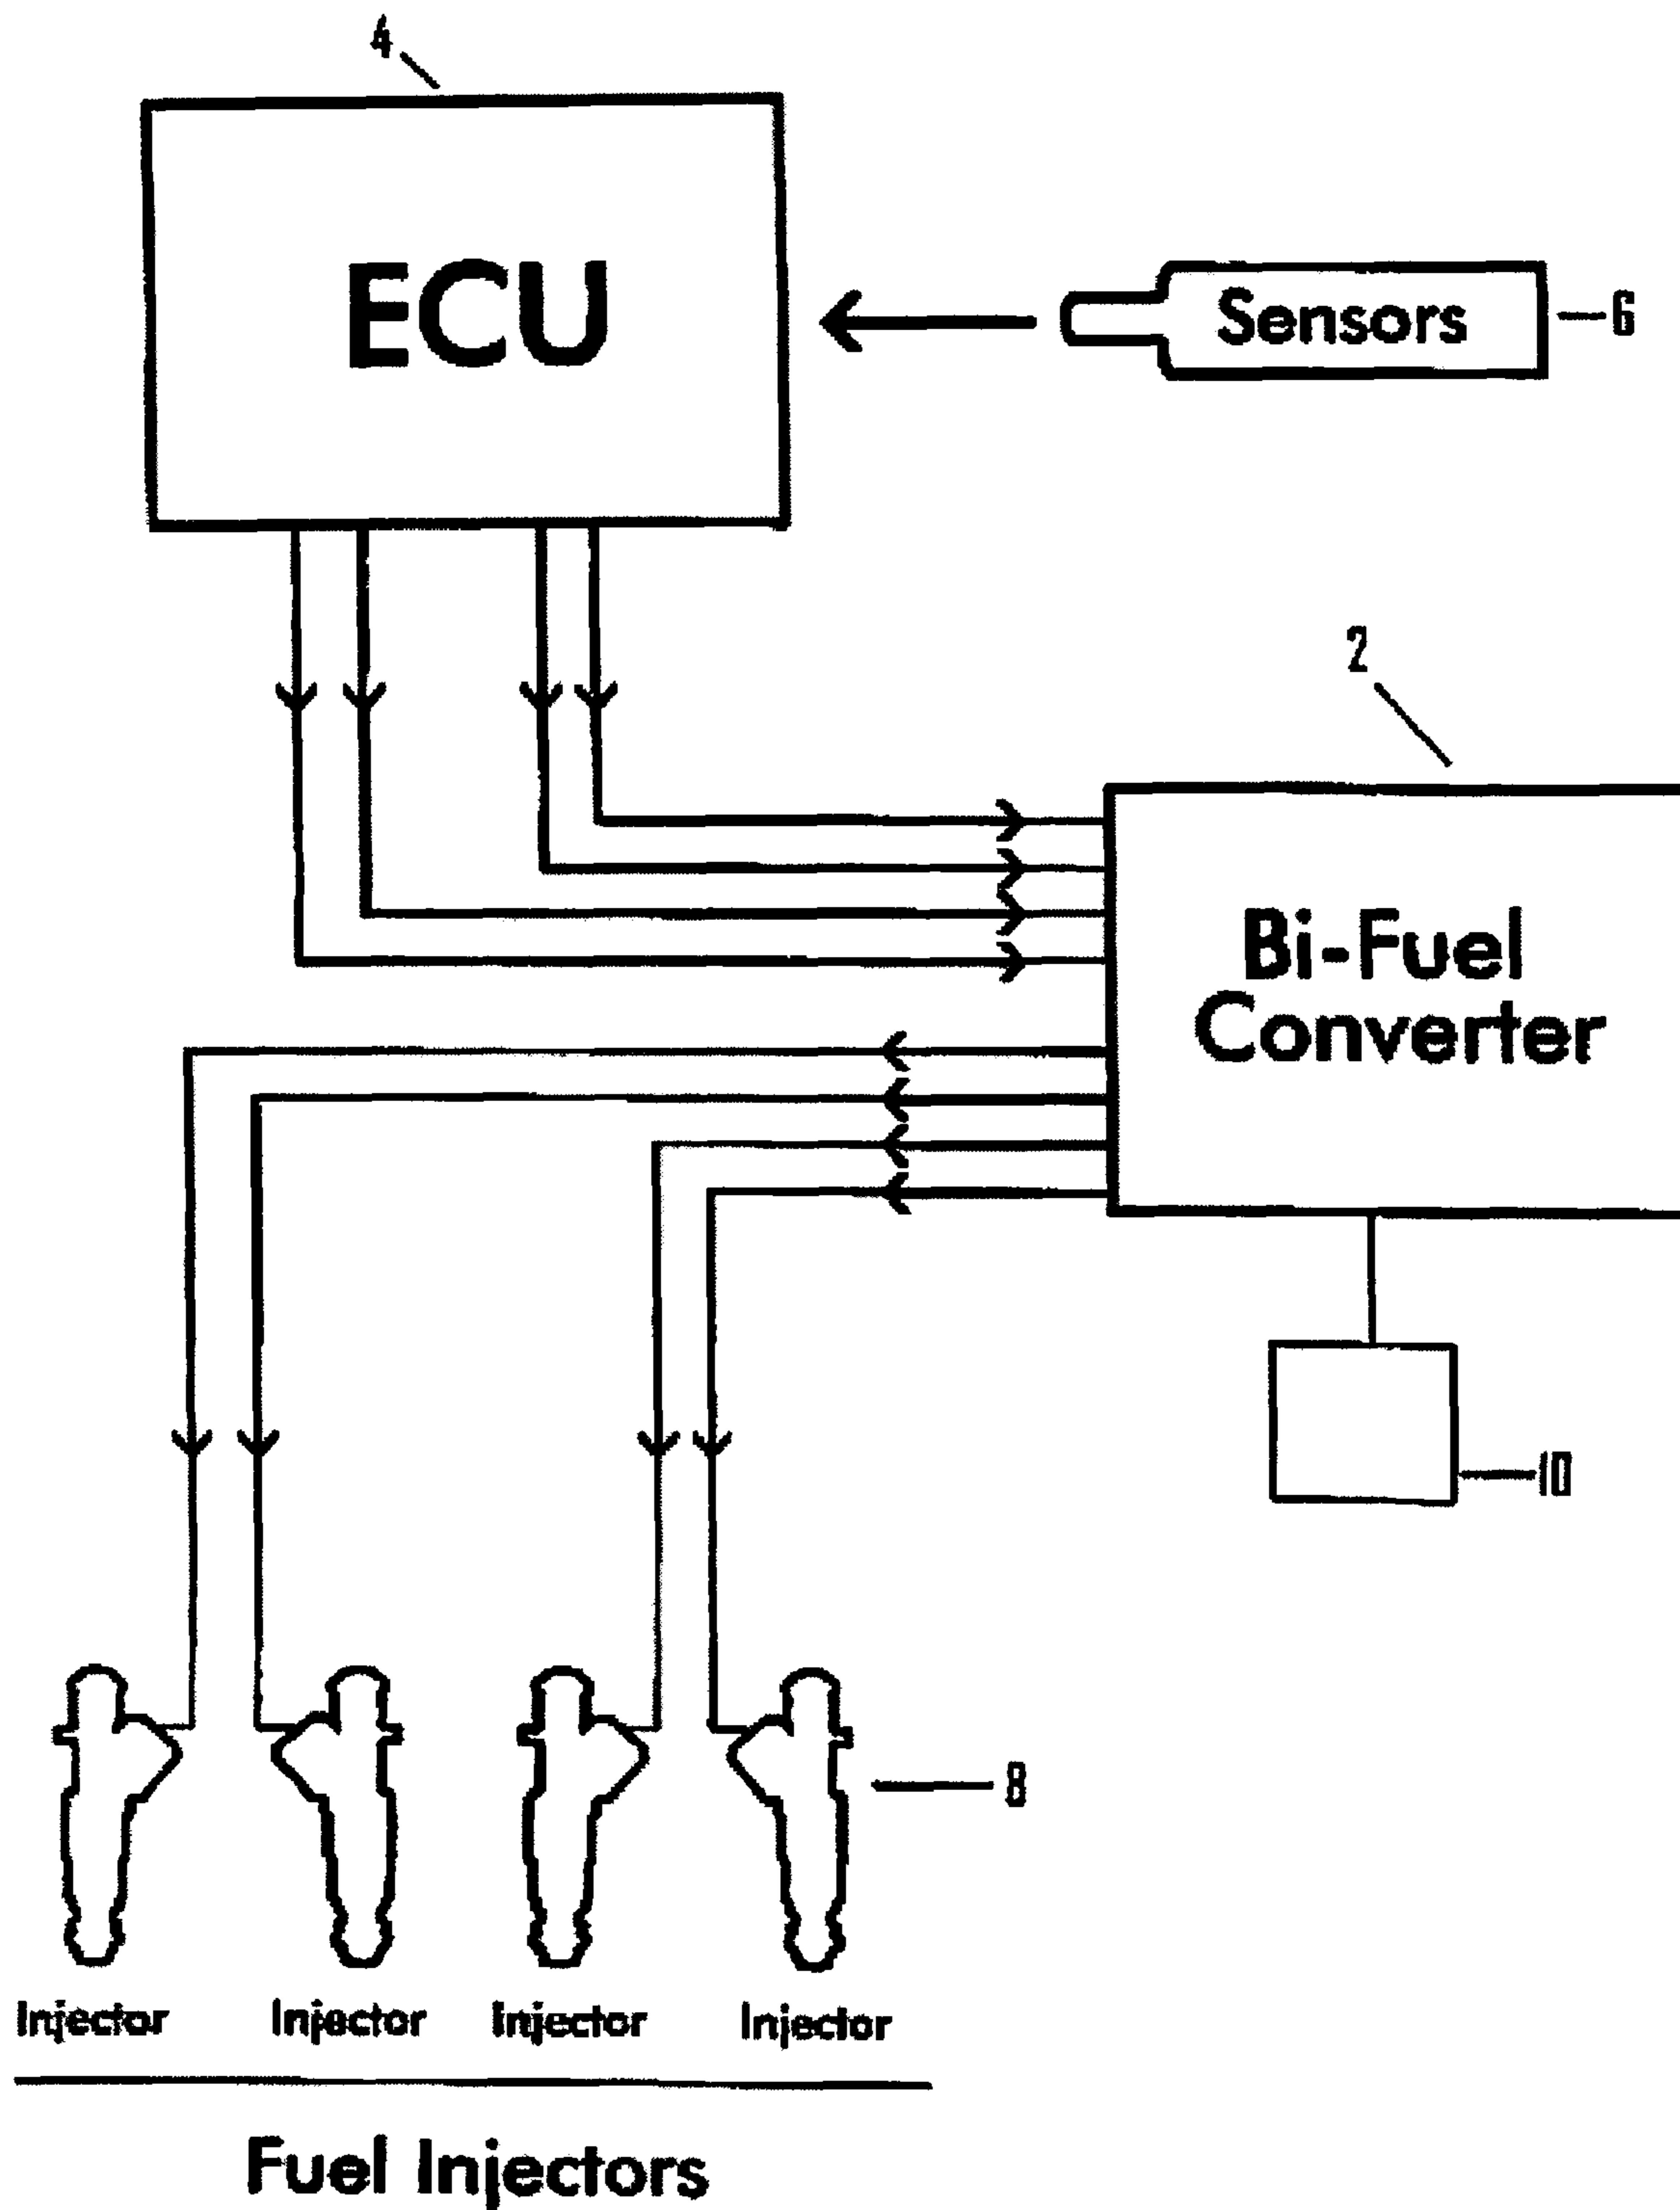 4
ECU
Sensors
6
2
Bi-Fuel
Converter
10
8
Injector Injector Injector Injector
Fuel Injectors